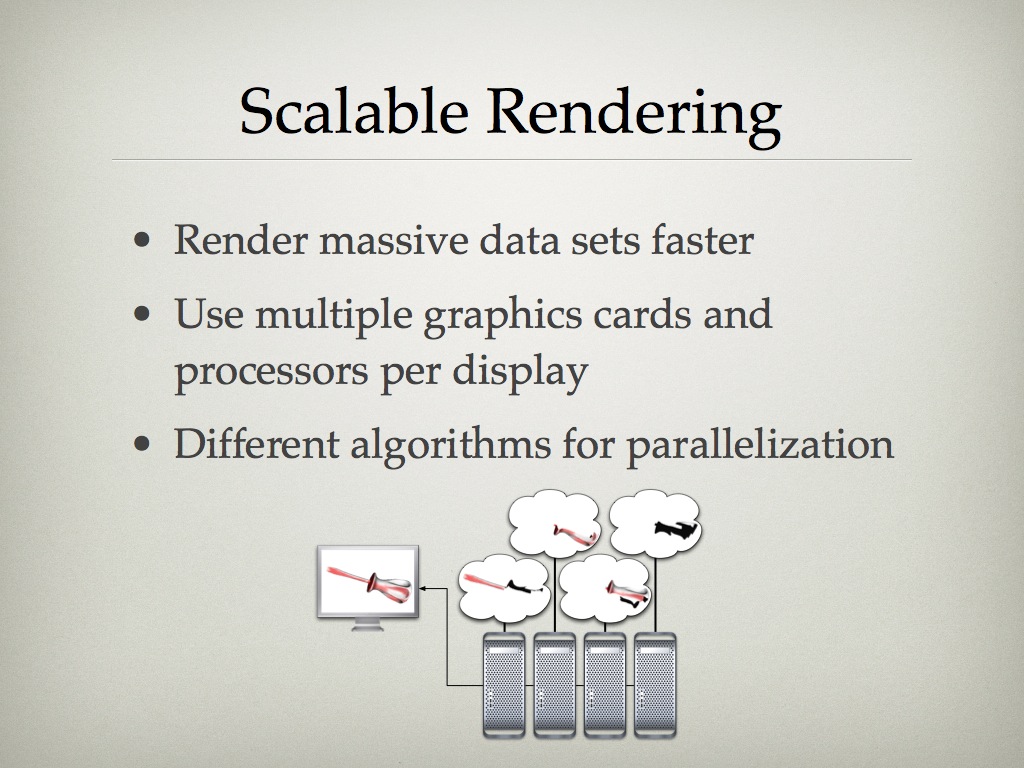 Scalable Rendering
• Render massive data sets faster
• Use multiple graphics cards and
processors per display
• Different algorithms for parallelization